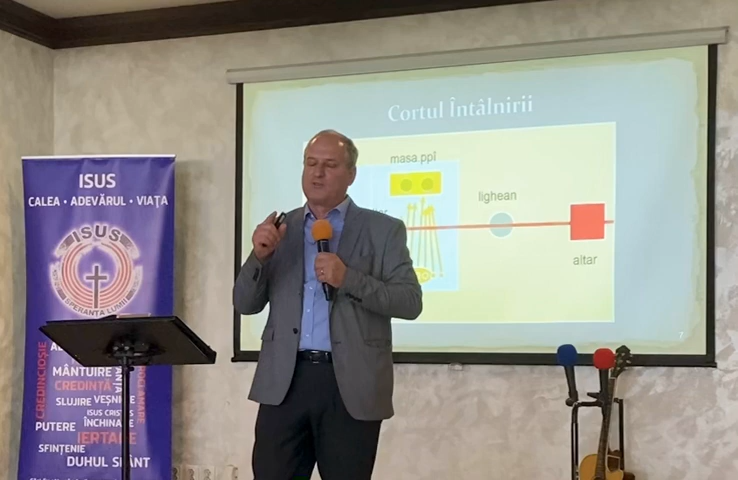 Cortul Întâlnirii
masa ppî
lighean
altar
7
ISUS
CALEA • ADEVĂRUL • VIAȚA
ISUS
SPERANȚA LUMII
MÂNTUIRE
CREDINȚĂ
CREDINCIOȘIE
SLUJIRE VEȘNICIE
ISUS CRISTOS
PUTERE ÎNCHINARE
IERTARE
SFINȚENIE
DUHUL SFÂNT